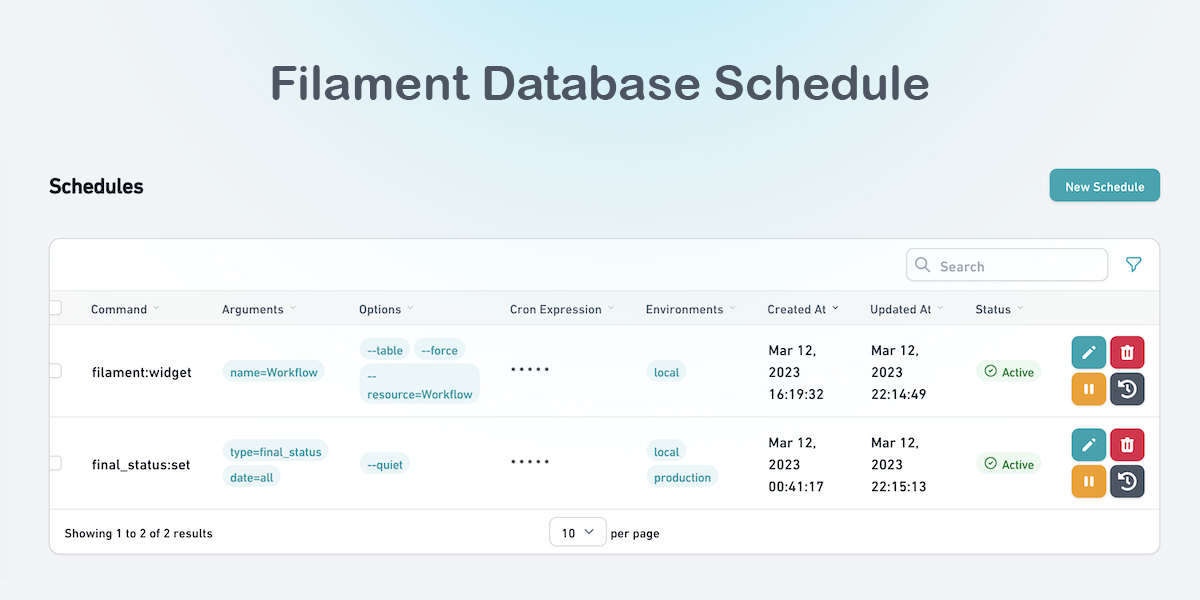 Filament Database Schedule
Schedules
New Schedule
Search
Command Arguments Options Cron Expression Environments Created At Updated At Status
filament:widget
name=Workflow
--table --force
--
resource=Workflow
* * * * *
local
Mar 12,
2023
16:19:32
Mar 12,
2023
22:14:49
Active
final_status:set
type=final_status
date=all
--quiet
* * * * *
local
production
Mar 12,
2023
00:41:17
Mar 12,
2023
22:15:13
Active
Showing 1 to 2 of 2 results
10 per page